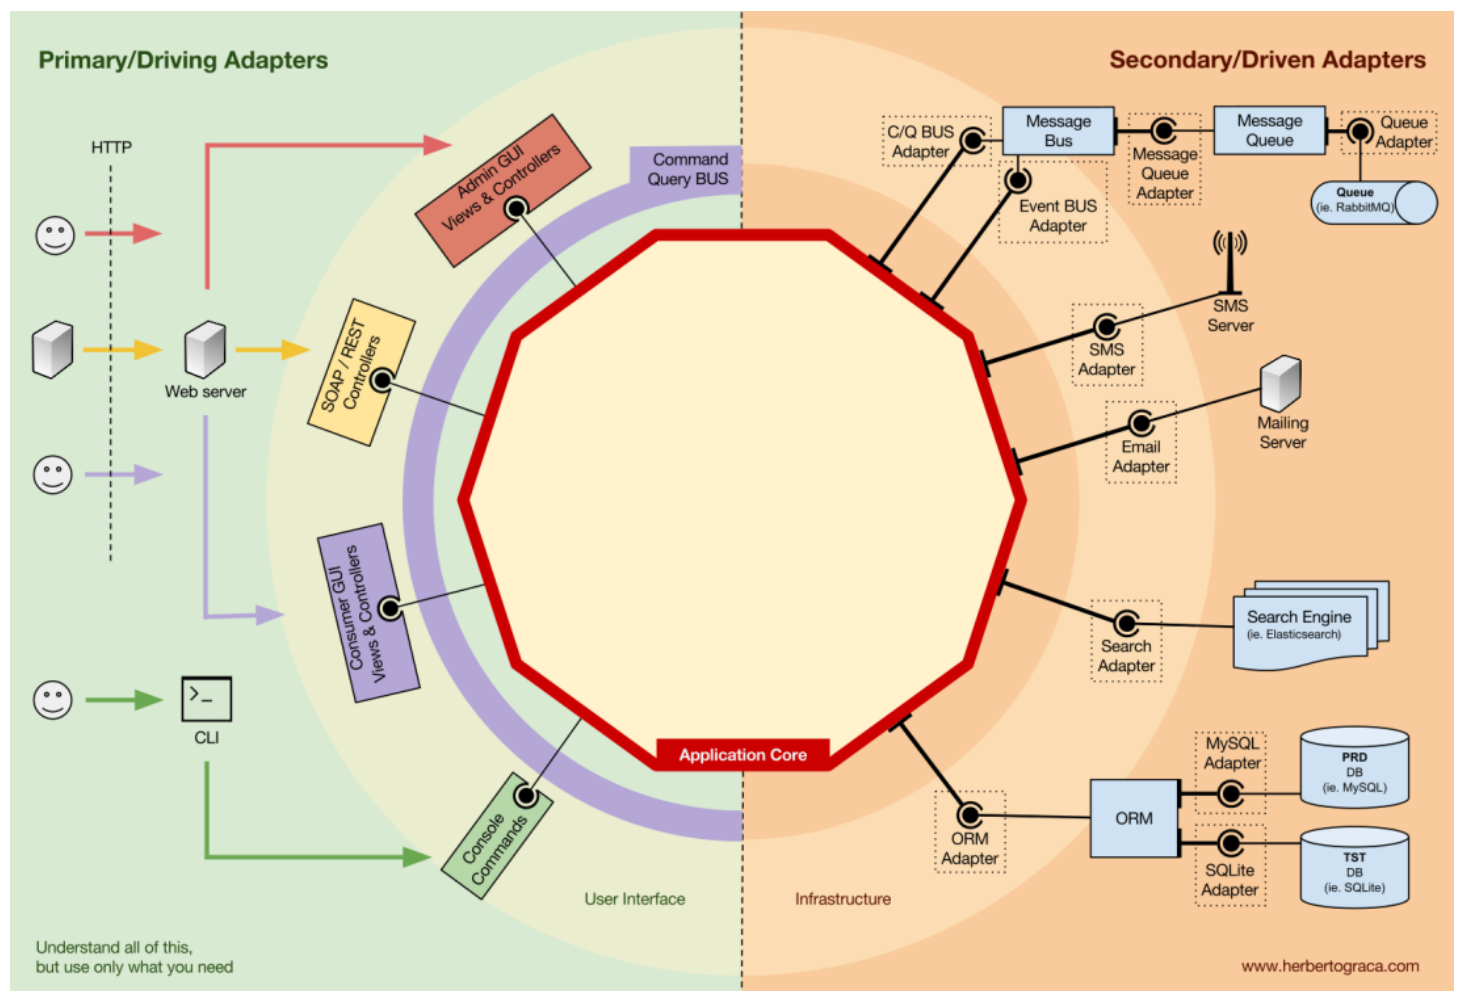 Primary/Driving Adapters
Secondary/Driven Adapters
HTTP
Web server
CLI
Admin GUI
Views & Controllers
SOAP / REST
Controllers
Consumer GUI
Views & Controllers
Console
Commands
Command
Query BUS
Application Core
User Interface
Infrastructure
C/Q BUS
Adapter
Message
Bus
Event BUS
Adapter
Message
Queue
Adapter
Message
Queue
Queue
Adapter
Queue
(ie. RabbitMQ)
SMS
Server
SMS
Adapter
Mailing
Server
Email
Adapter
Search Engine
(ie. Elasticsearch)
Search
Adapter
ORM
Adapter
ORM
MySQL
Adapter
PRD
DB
(ie. MySQL)
SQLite
Adapter
TST
DB
(ie. SQLite)
Understand all of this,
but use only what you need
www.herbertograca.com
>_